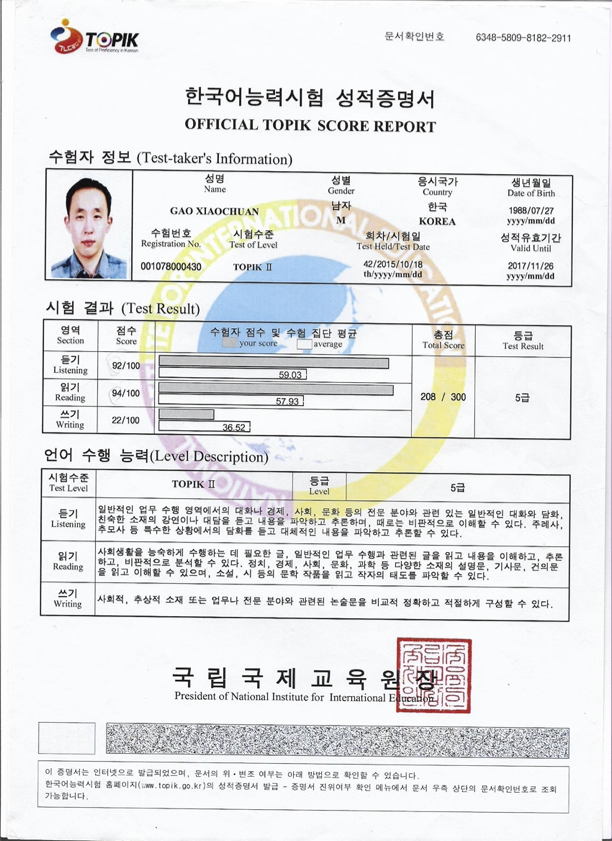 TOPIK
Test of Proficiency in Korean
문서확인번호 6348-5809-8182-2911
한국어능력시험 성적증명서
OFFICIAL TOPIK SCORE REPORT
수험자 정보 (Test-taker's Information)
성명 성별 응시국가 생년월일
Name Gender Country Date of Birth
GAO XIAOCHUAN 남자 한국 1988/07/27
M KOREA yyyy/mm/dd
수험번호 시험수준 회차/시험일 성적유효기간
Registration No. Test of Level Test Held/Test Date Valid Until
001078000430 TOPIK Ⅱ 42/2015/10/18 2017/11/26
th/yyyy/mm/dd yyyy/mm/dd
시험 결과 (Test Result)
영역 점수 수험자 점수 및 수험 집단 평균 총점 등급
Section Score your score average Total Score Test Result
듣기 92/100
Listening 59.03
읽기 94/100 208 / 300 5급
Reading 57.93
쓰기 22/100
Writing 36.52
언어 수행 능력(Level Description)
시험수준 TOPIK Ⅱ 등급 5급
Test Level Level
듣기 일반적인 업무 수행 영역에서의 대화나 경제, 사회, 문화 등의 전문 분야와 관련 있는 일반적인 대화와 담화,
Listening 친숙한 소재의 강연이나 대담을 듣고 내용을 파악하고 추론하며, 때로는 비판적으로 이해할 수 있다. 주례사,
추모사 등 특수한 상황에서의 담화를 듣고 대체적인 내용을 파악하고 추론할 수 있다.
읽기 사회생활을 능숙하게 수행하는 데 필요한 글, 일반적인 업무 수행과 관련된 글을 읽고 내용을 이해하고, 추론
Reading 하고, 비판적으로 분석할 수 있다. 정치, 경제, 사회, 문화, 과학 등 다양한 소재의 설명문, 기사문, 건의문
을 읽고 이해할 수 있으며, 소설, 시 등의 문학 작품을 읽고 작자의 태도를 파악할 수 있다.
쓰기 사회적, 추상적 소재 또는 업무나 전문 분야와 관련된 논술문을 비교적 정확하고 적절하게 구성할 수 있다.
Writing
국립국제교육원장
President of National Institute for International Education
이 증명서는 인터넷으로 발급되었으며, 문서의 위·변조 여부는 아래 방법으로 확인할 수 있습니다.
한국어능력시험 홈페이지(www.topik.go.kr)의 성적증명서 발급 - 증명서 진위여부 확인 메뉴에서 문서 우측 상단의 문서확인번호로 조회
가능합니다.